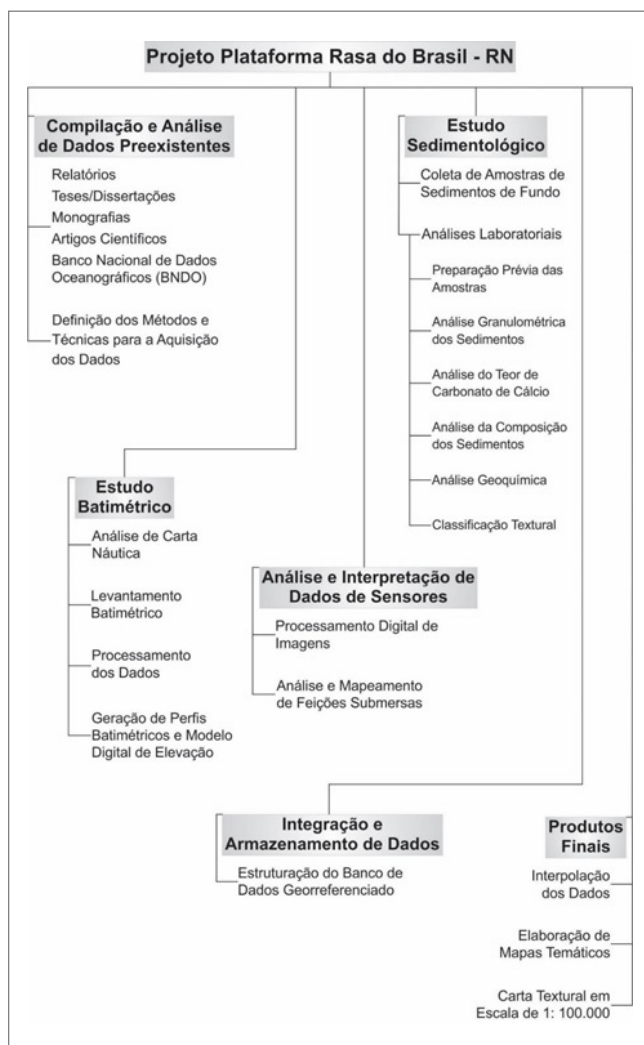 Projeto Plataforma Rasa do Brasil - RN
Compilação e Análise
de Dados Preexistentes
Relatórios
Teses/Dissertações
Monografias
Artigos Científicos
Banco Nacional de Dados
Oceanográficos (BNDO)
Definição dos Métodos e
Técnicas para a Aquisição
dos Dados
Estudo
Sedimentológico
Coleta de Amostras de
Sedimentos de Fundo
Análises Laboratoriais
Preparação Prévia das
Amostras
Análise Granulométrica
dos Sedimentos
Análise do Teor de
Carbonato de Cálcio
Análise da Composição
dos Sedimentos
Análise Geoquímica
Classificação Textural
Estudo
Batimétrico
Análise de Carta
Náutica
Levantamento
Batimétrico
Processamento
dos Dados
Geração de Perfis
Batimétricos e Modelo
Digital de Elevação
Análise e Interpretação de
Dados de Sensores
Processamento Digital de
Imagens
Análise e Mapeamento
de Feições Submersas
Integração e
Armazenamento de Dados
Estruturação do Banco de
Dados Georreferenciado
Produtos
Finais
Interpolação
dos Dados
Elaboração de
Mapas Temáticos
Carta Textural em
Escala de 1: 100.000